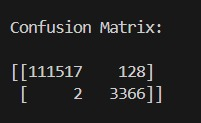 Confusion Matrix:
[[111517    128]
 [     2   3366]]